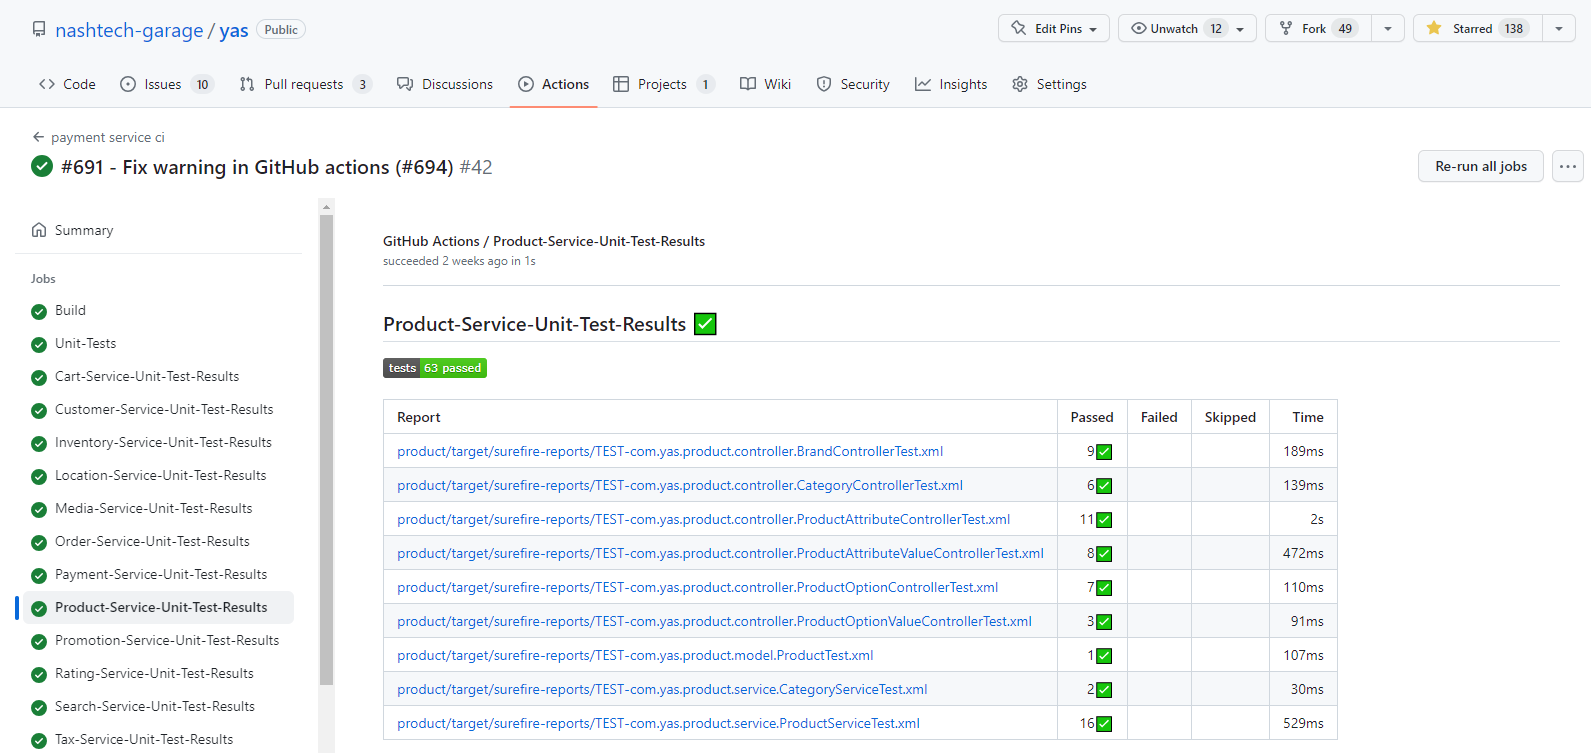 nashtech-garage / yas Public Edit Pins Unwatch 12 Fork 49 Starred 138
Code Issues 10 Pull requests 3 Discussions Actions Projects 1 Wiki Security Insights Settings
← payment service ci
#691 - Fix warning in GitHub actions (#694) #42
Re-run all jobs ...
Summary
Jobs
Build
Unit-Tests
Cart-Service-Unit-Test-Results
Customer-Service-Unit-Test-Results
Inventory-Service-Unit-Test-Results
Location-Service-Unit-Test-Results
Media-Service-Unit-Test-Results
Order-Service-Unit-Test-Results
Payment-Service-Unit-Test-Results
Product-Service-Unit-Test-Results
Promotion-Service-Unit-Test-Results
Rating-Service-Unit-Test-Results
Search-Service-Unit-Test-Results
Tax-Service-Unit-Test-Results
GitHub Actions / Product-Service-Unit-Test-Results
succeeded 2 weeks ago in 1s
Product-Service-Unit-Test-Results ✅
tests 63 passed
Report Passed Failed Skipped Time
product/target/surefire-reports/TEST-com.yas.product.controller.BrandControllerTest.xml 9✅ 189ms
product/target/surefire-reports/TEST-com.yas.product.controller.CategoryControllerTest.xml 6✅ 139ms
product/target/surefire-reports/TEST-com.yas.product.controller.ProductAttributeControllerTest.xml 11✅ 2s
product/target/surefire-reports/TEST-com.yas.product.controller.ProductAttributeValueControllerTest.xml 8✅ 472ms
product/target/surefire-reports/TEST-com.yas.product.controller.ProductOptionControllerTest.xml 7✅ 110ms
product/target/surefire-reports/TEST-com.yas.product.controller.ProductOptionValueControllerTest.xml 3✅ 91ms
product/target/surefire-reports/TEST-com.yas.product.model.ProductTest.xml 1✅ 107ms
product/target/surefire-reports/TEST-com.yas.product.service.CategoryServiceTest.xml 2✅ 30ms
product/target/surefire-reports/TEST-com.yas.product.service.ProductServiceTest.xml 16✅ 529ms